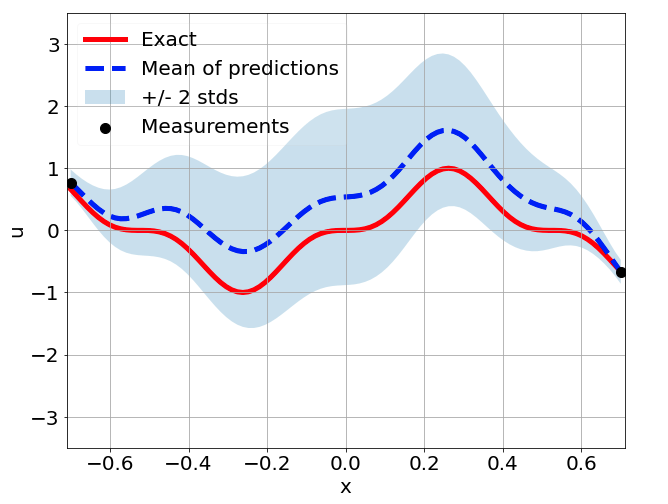 Exact
Mean of predictions
+/- 2 stds
Measurements
3
2
1
0
−1
−2
−3
u
−0.6 −0.4 −0.2 0.0 0.2 0.4 0.6
x